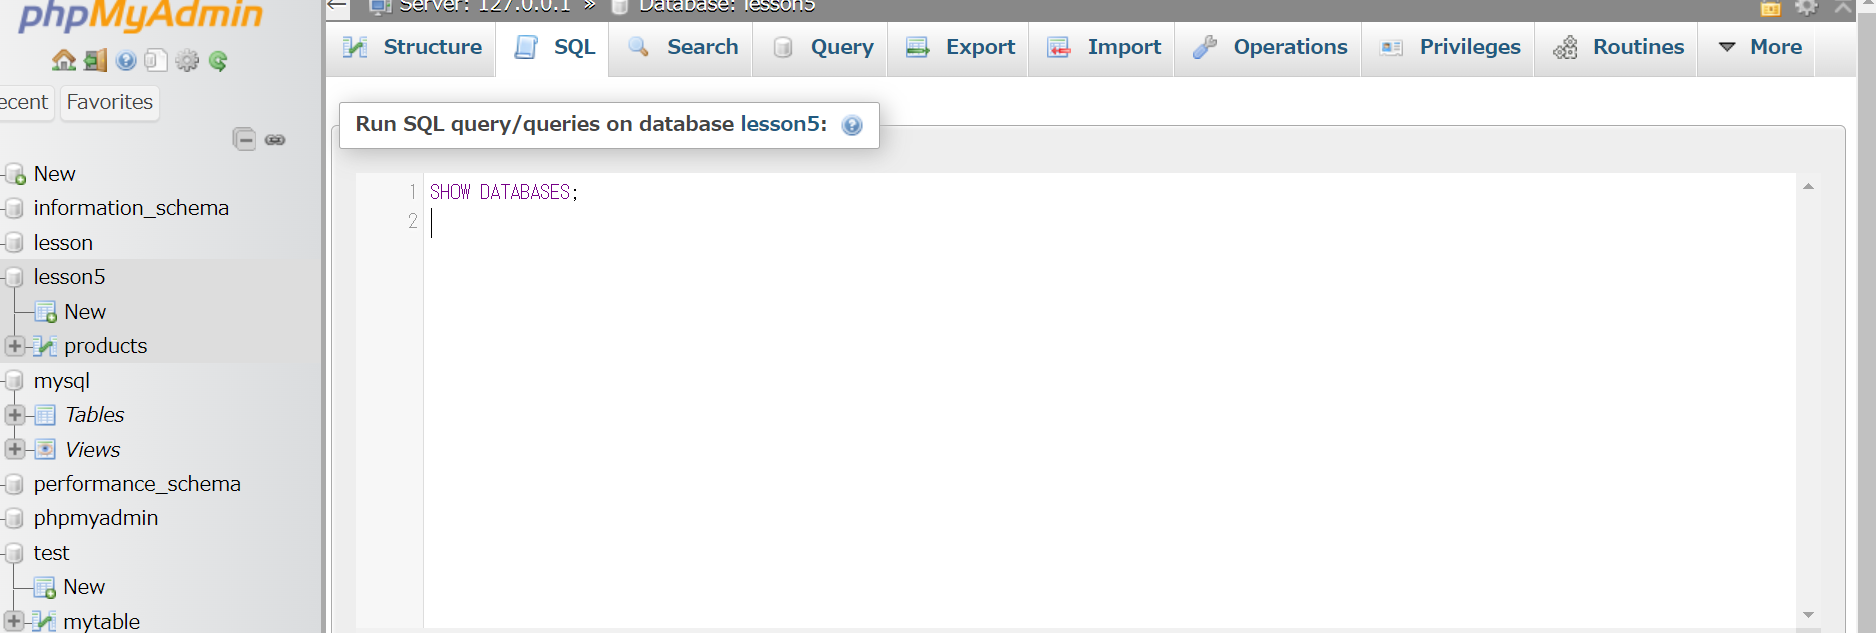 phpMyAdmin
ecent Favorites
New
information_schema
lesson
lesson5
New
products
mysql
Tables
Views
performance_schema
phpmyadmin
test
New
mytable
Server: 127.0.0.1 » Database: lesson5
Structure SQL Search Query Export Import Operations Privileges Routines More
Run SQL query/queries on database lesson5:
1 SHOW DATABASES;
2